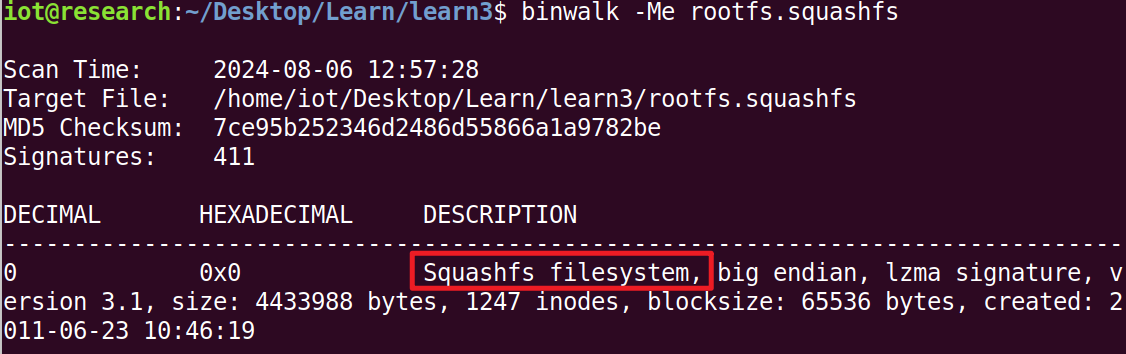 iot@research:~/Desktop/Learn/learn3$ binwalk -Me rootfs.squashfs
Scan Time:     2024-08-06 12:57:28
Target File:   /home/iot/Desktop/Learn/learn3/rootfs.squashfs
MD5 Checksum:  7ce95b252346d2486d55866a1a9782be
Signatures:    411
DECIMAL       HEXADECIMAL     DESCRIPTION
--------------------------------------------------------------------------------
0             0x0             Squashfs filesystem, big endian, lzma signature, v
ersion 3.1, size: 4433988 bytes, 1247 inodes, blocksize: 65536 bytes, created: 2
011-06-23 10:46:19